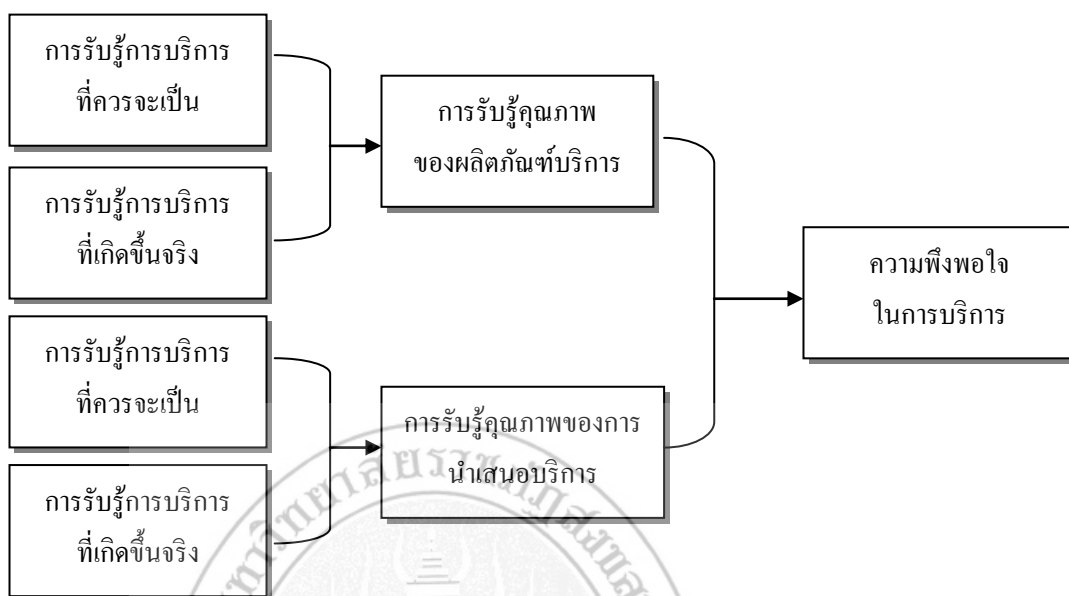 การรับรู้การบริการ
ที่ควรจะเป็น
การรับรู้การบริการ
ที่เกิดขึ้นจริง
การรับรู้คุณภาพ
ของผลิตภัณฑ์บริการ
การรับรู้การบริการ
ที่ควรจะเป็น
การรับรู้การบริการ
ที่เกิดขึ้นจริง
การรับรู้คุณภาพของการ
นำเสนอบริการ
ความพึงพอใจ
ในการบริการ